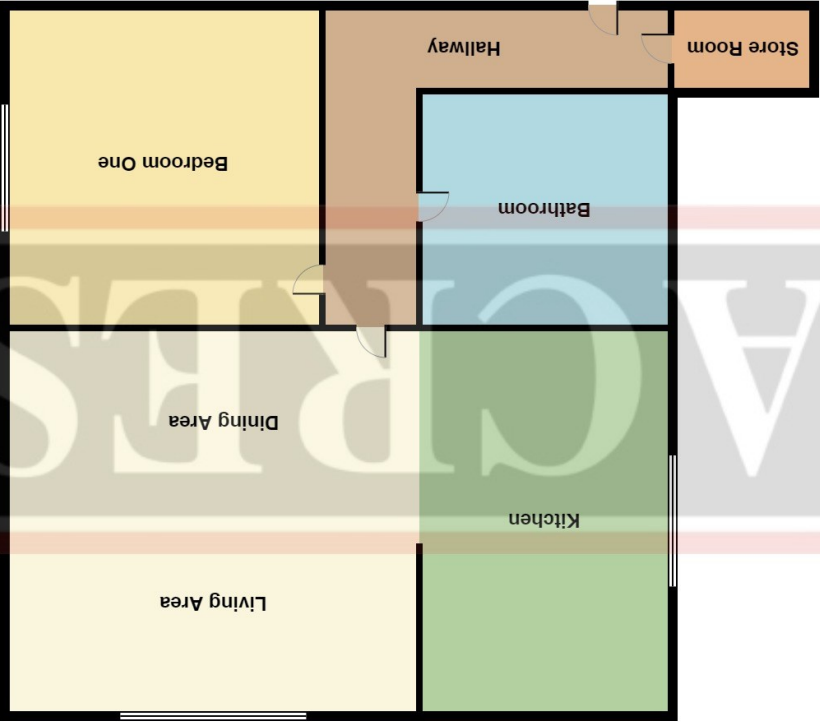 Living Area
Kitchen
ACRES
Dining Area
Bathroom
Bedroom One
Store Room
Hallway